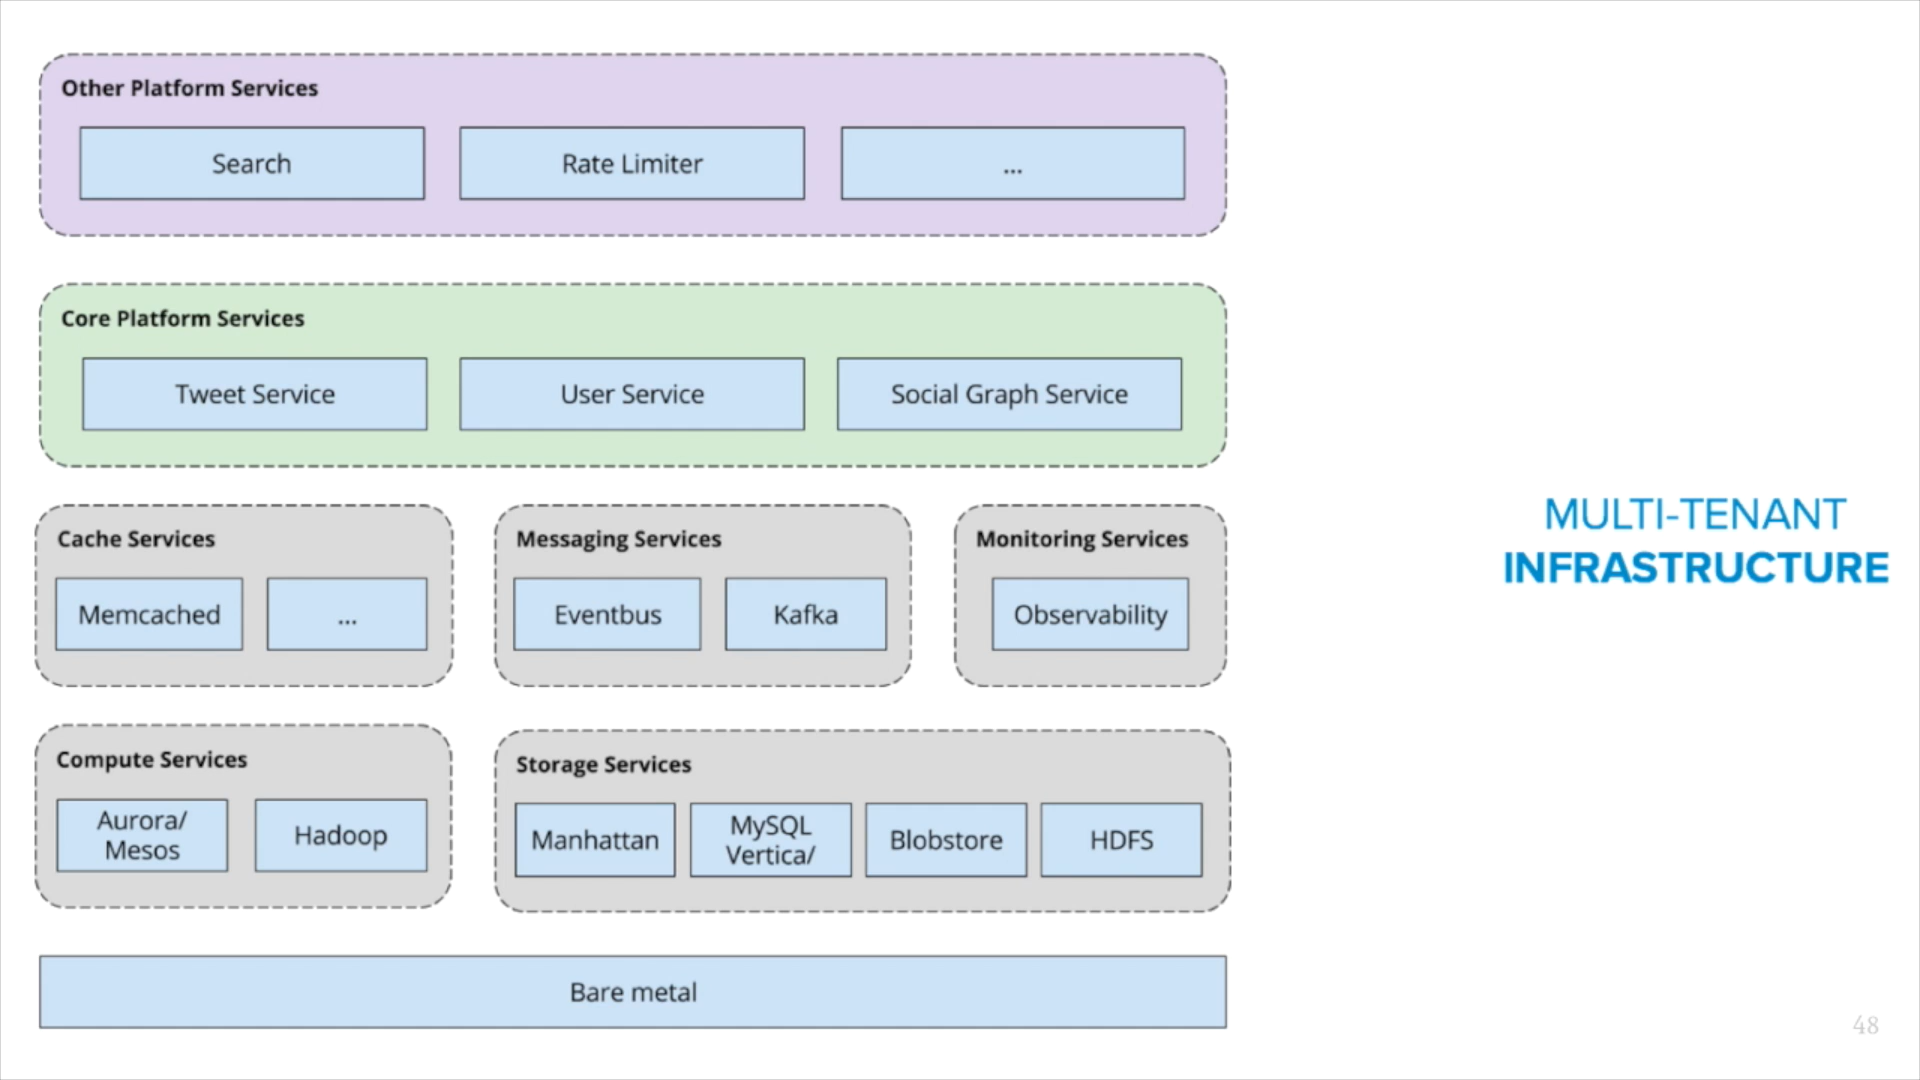 Other Platform Services
Search
Rate Limiter
...
Core Platform Services
Tweet Service
User Service
Social Graph Service
Cache Services
Memcached
...
Messaging Services
Eventbus
Kafka
Monitoring Services
Observability
Compute Services
Aurora/
Mesos
Hadoop
Storage Services
Manhattan
MySQL
Vertica/
Blobstore
HDFS
Bare metal
MULTI-TENANT
INFRASTRUCTURE
48